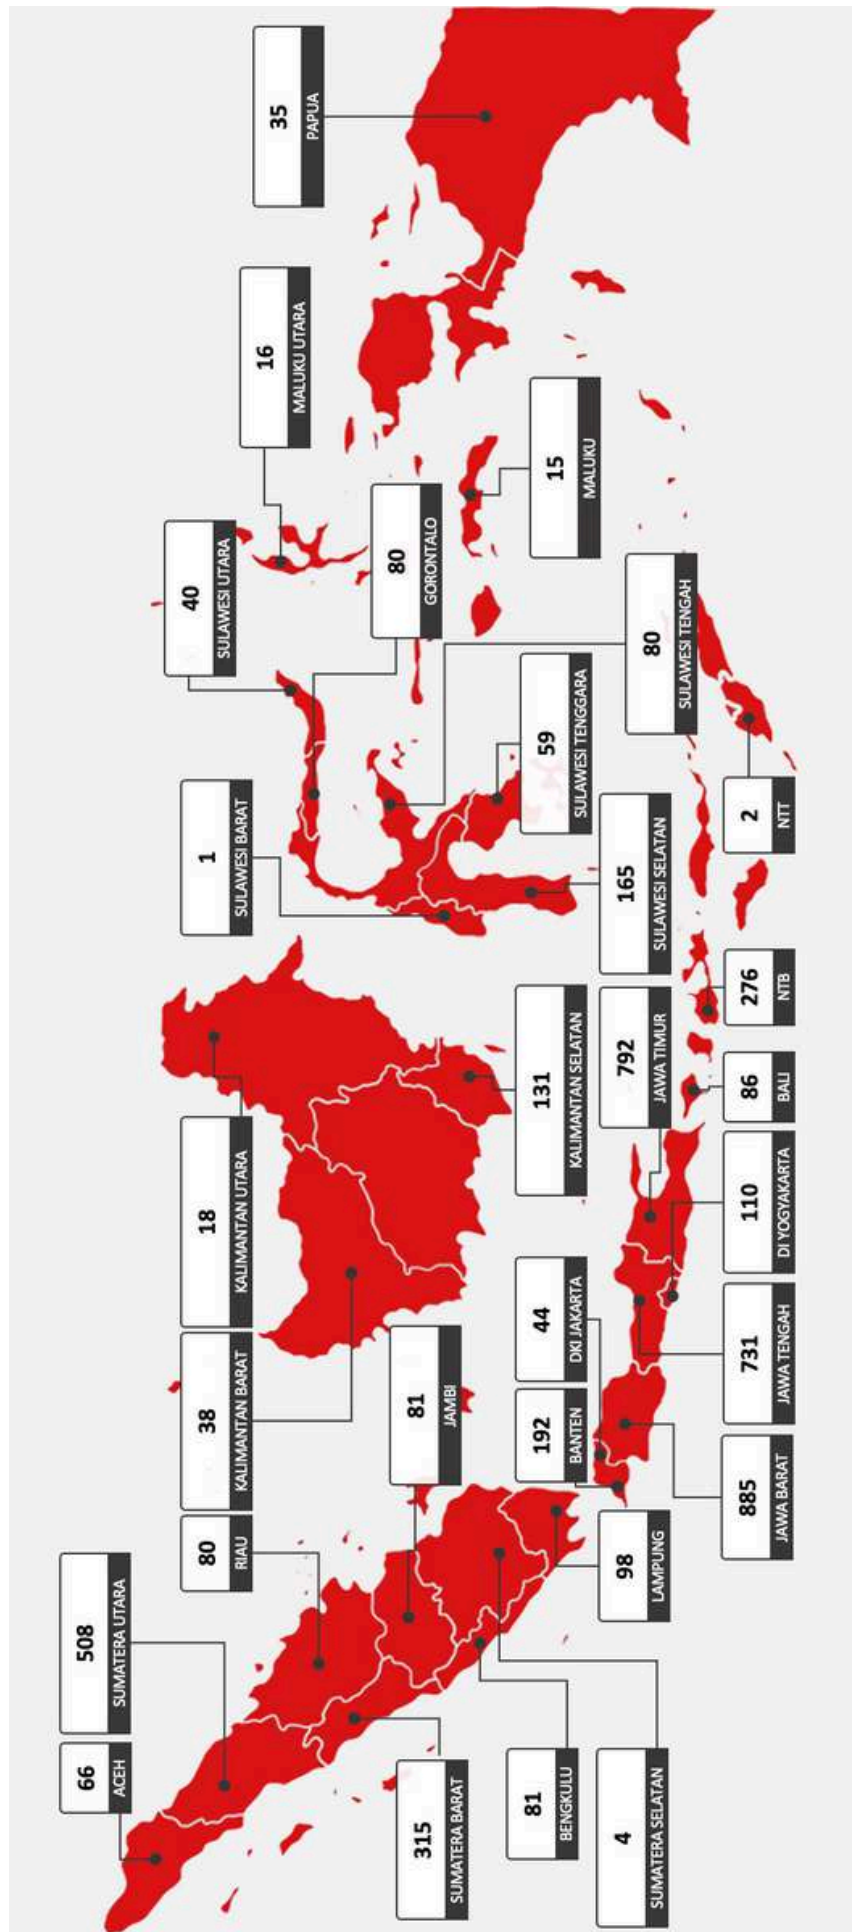 508
SUMATERA UTARA
66
ACEH
80
RIAU
38
KALIMANTAN BARAT
18
KALIMANTAN UTARA
1
SULAWESI BARAT
40
SULAWESI UTARA
16
MALUKU UTARA
35
PAPUA
81
JAMBI
80
GORONTALO
315
SUMATERA BARAT
81
BENGKULU
4
SUMATERA SELATAN
98
LAMPUNG
192
BANTEN
44
DKI JAKARTA
131
KALIMANTAN SELATAN
59
SULAWESI TENGGARA
15
MALUKU
792
JAWA TIMUR
165
SULAWESI SELATAN
80
SULAWESI TENGAH
885
JAWA BARAT
731
JAWA TENGAH
110
DI YOGYAKARTA
86
BALI
276
NTB
2
NTT